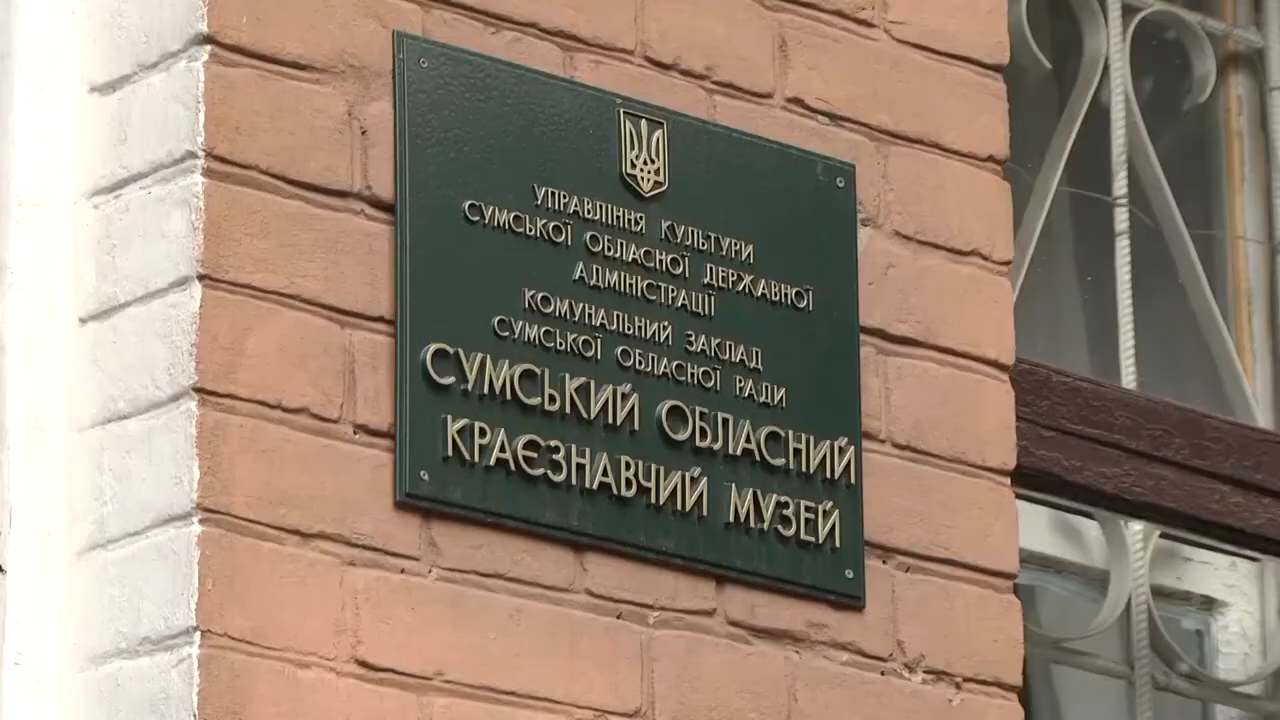 УПРАВЛІННЯ КУЛЬТУРИ
СУМСЬКОЇ ОБЛАСНОЇ ДЕРЖАВНОЇ
АДМІНІСТРАЦІЇ
КОМУНАЛЬНИЙ ЗАКЛАД
СУМСЬКОЇ ОБЛАСНОЇ РАДИ
СУМСЬКИЙ ОБЛАСНИЙ
КРАЄЗНАВЧИЙ МУЗЕЙ